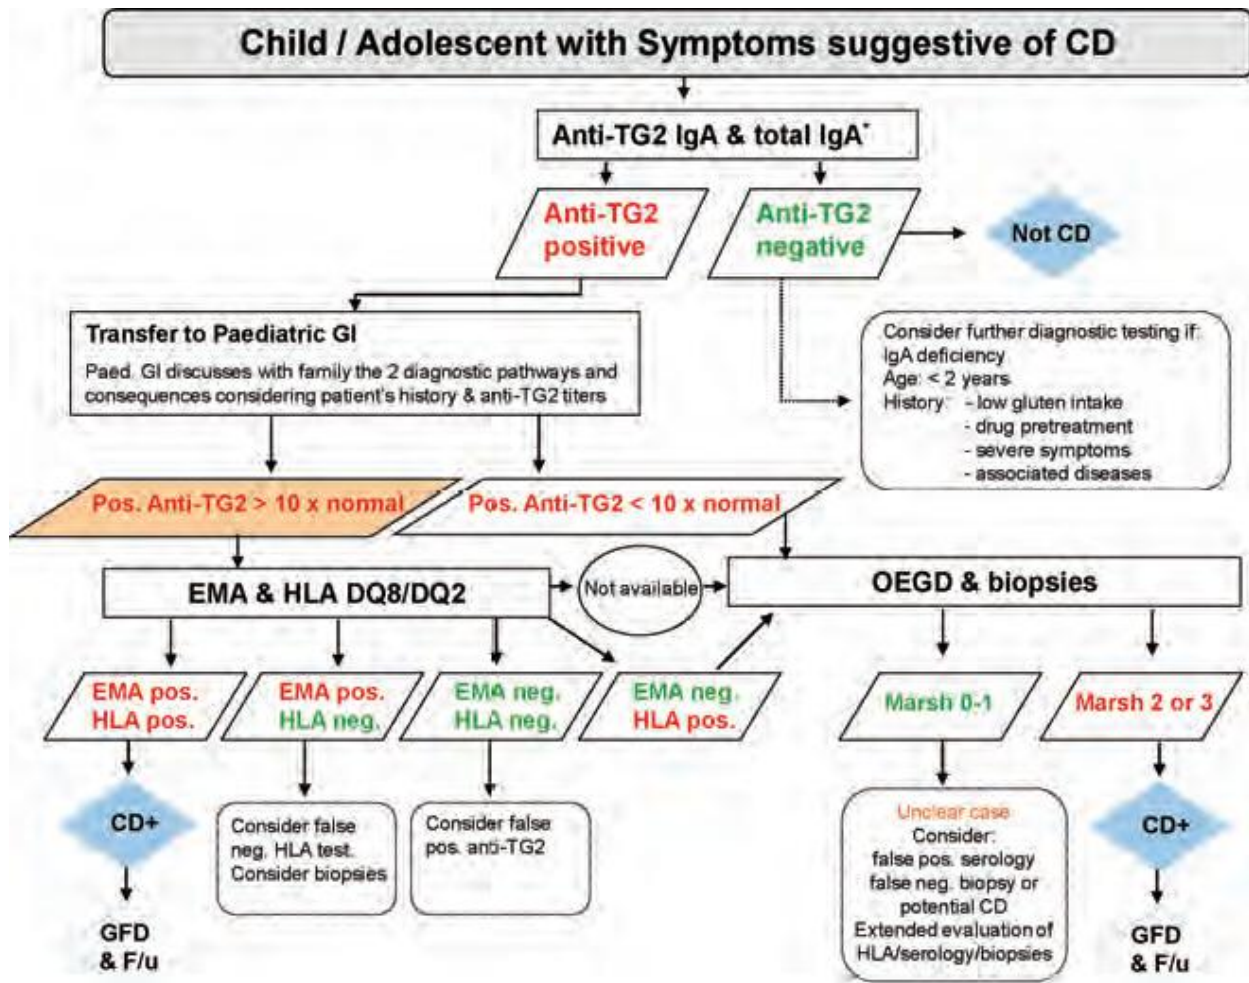 Child / Adolescent with Symptoms suggestive of CD
Anti-TG2 IgA & total IgA*
Anti-TG2
positive
Anti-TG2
negative
Not CD
Transfer to Paediatric GI
Paed. GI discusses with family the 2 diagnostic pathways and
consequences considering patient's history & anti-TG2 titers
Consider further diagnostic testing if:
IgA deficiency
Age: < 2 years
History: - low gluten intake
- drug pretreatment
- severe symptoms
- associated diseases
Pos. Anti-TG2 > 10 x normal
Pos. Anti-TG2 < 10 x normal
EMA & HLA DQ8/DQ2
Not available
OEGD & biopsies
EMA pos.
HLA pos.
EMA pos.
HLA neg.
EMA neg.
HLA neg.
EMA neg.
HLA pos.
Marsh 0-1
Marsh 2 or 3
CD+
Consider false
neg. HLA test.
Consider biopsies
Consider false
pos. anti-TG2
Unclear case
Consider:
false pos. serology
false neg. biopsy or
potential CD
Extended evaluation of
HLA/serology/biopsies
CD+
GFD
& F/u
GFD
& F/u